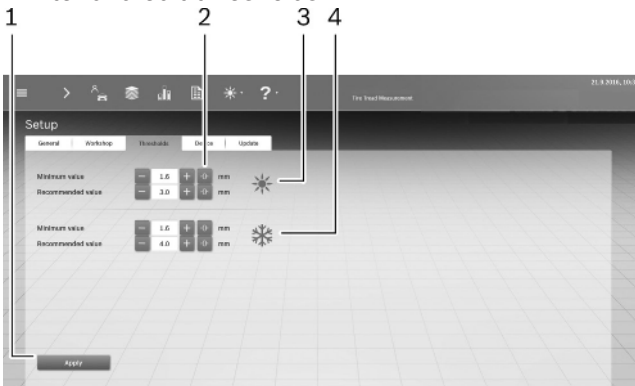 1 2 3 4
21.9.2016, 10:3
? Tire Tread Measurement
Setup
General Workshop Thresholds Device Update
Minimum value − 1.6 + mm
Recommended value − 3.0 + mm
Minimum value − 1.6 + mm
Recommended value − 4.0 + mm
Apply